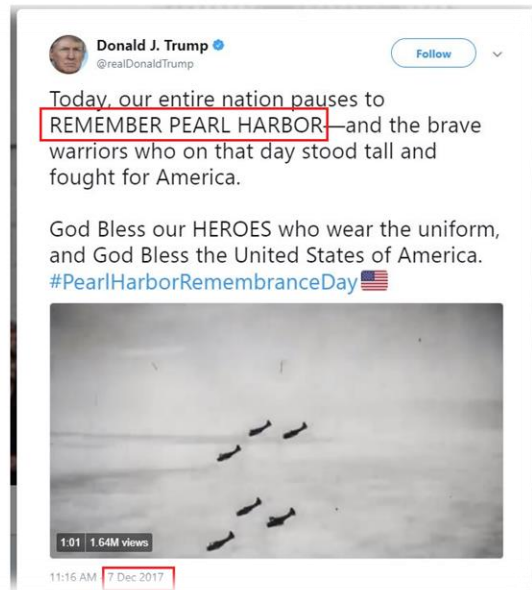 Donald J. Trump
@realDonaldTrump
Follow
Today, our entire nation pauses to
REMEMBER PEARL HARBOR—and the brave
warriors who on that day stood tall and
fought for America.
God Bless our HEROES who wear the uniform,
and God Bless the United States of America.
#PearlHarborRemembranceDay
1:01 1.64M views
11:16 AM - 7 Dec 2017